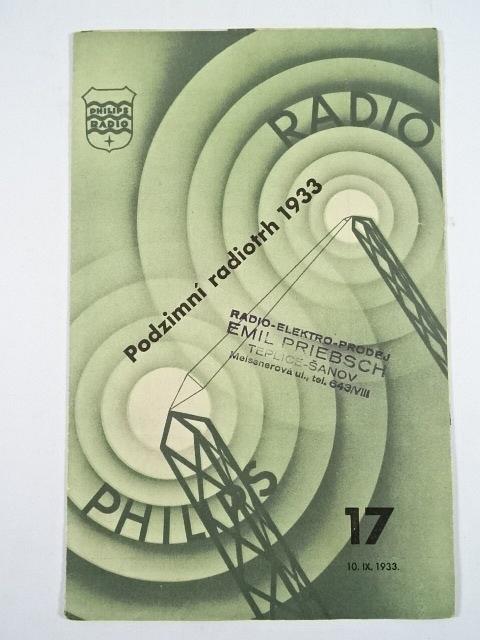 PHILIPS
RADIO
RADIO
Podzimní radiotrh 1933
RADIO-ELEKTRO-PRODEJ
EMIL PRIEBSCH
TEPLICE-ŠANOV
Meissnerova ul., tel. 643/VIII
PHILIPS
17
10. IX. 1933.